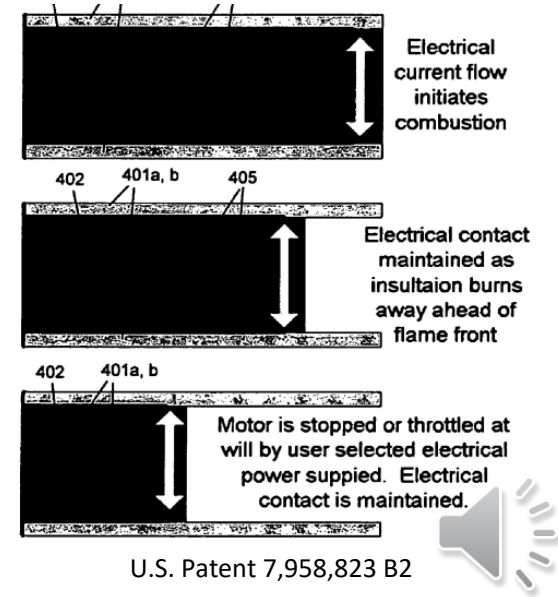 Electrical
current flow
initiates
combustion
402 401a, b 405
Electrical contact
maintained as
insultaion burns
away ahead of
flame front
402 401a, b
Motor is stopped or throttled at
will by user selected electrical
power suppied. Electrical
contact is maintained.
U.S. Patent 7,958,823 B2